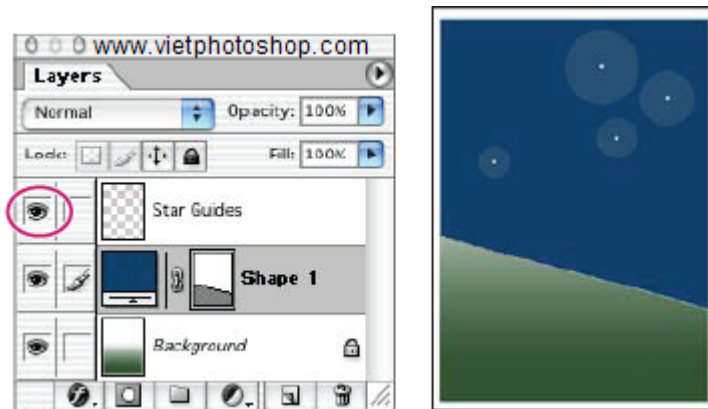 www.vietphotoshop.com
Layers
Normal Opacity: 100%
Lock: Fill: 100%
Star Guides
Shape 1
Background